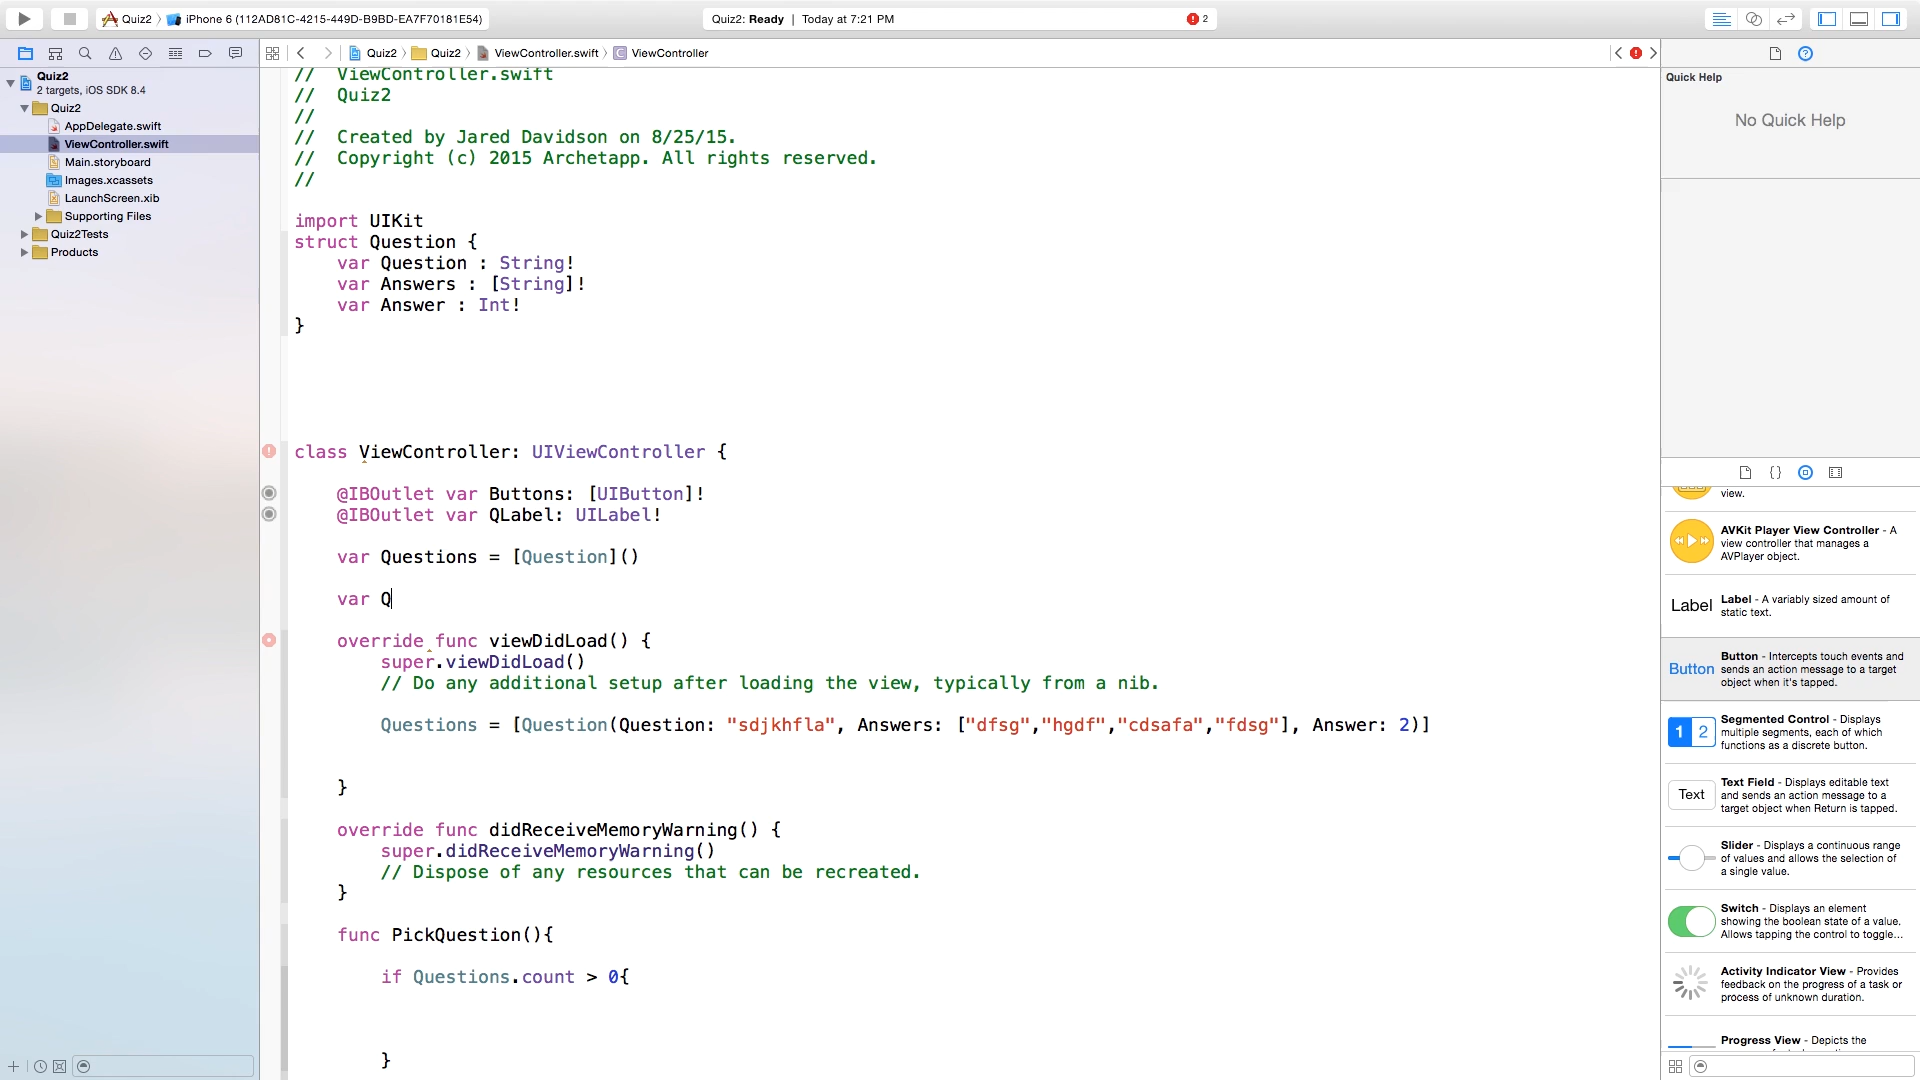 Quiz2 〉 iPhone 6 (112AD81C-4215-449D-B9BD-EA7F70181E54)
Quiz2: Ready | Today at 7:21 PM
2
Quiz2 〉 Quiz2 〉 ViewController.swift 〉 C ViewController
Quiz2
2 targets, iOS SDK 8.4
Quiz2
AppDelegate.swift
ViewController.swift
Main.storyboard
Images.xcassets
LaunchScreen.xib
Supporting Files
Quiz2Tests
Products
//  ViewController.swift
//  Quiz2
//
//  Created by Jared Davidson on 8/25/15.
//  Copyright (c) 2015 Archetapp. All rights reserved.
//
import UIKit
struct Question {
    var Question : String!
    var Answers : [String]!
    var Answer : Int!
}
class ViewController: UIViewController {
    @IBOutlet var Buttons: [UIButton]!
    @IBOutlet var QLabel: UILabel!
    var Questions = [Question]()
    var Q
    override func viewDidLoad() {
        super.viewDidLoad()
        // Do any additional setup after loading the view, typically from a nib.
        Questions = [Question(Question: "sdjkhfla", Answers: ["dfsg","hgdf","cdsafa","fdsg"], Answer: 2)]
    }
    override func didReceiveMemoryWarning() {
        super.didReceiveMemoryWarning()
        // Dispose of any resources that can be recreated.
    }
    func PickQuestion(){
        if Questions.count > 0{
        }
Quick Help
No Quick Help
view.
AVKit Player View Controller - A
view controller that manages a
AVPlayer object.
Label
Label - A variably sized amount of
static text.
Button
Button - Intercepts touch events and
sends an action message to a target
object when it's tapped.
1 2
Segmented Control - Displays
multiple segments, each of which
functions as a discrete button.
Text
Text Field - Displays editable text
and sends an action message to a
target object when Return is tapped.
Slider - Displays a continuous range
of values and allows the selection of
a single value.
Switch - Displays an element
showing the boolean state of a value.
Allows tapping the control to toggle...
Activity Indicator View - Provides
feedback on the progress of a task or
process of unknown duration.
Progress View - Depicts the